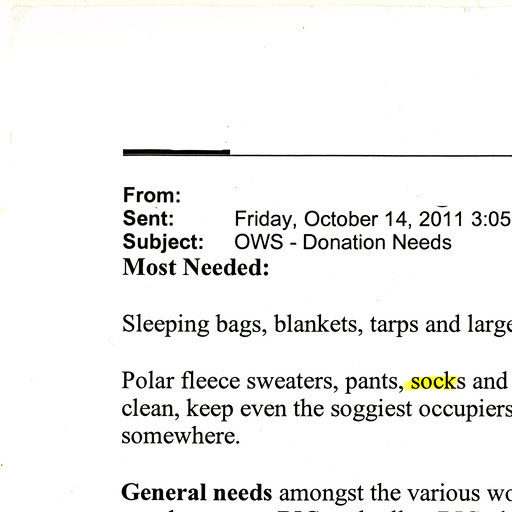 From:
Sent: Friday, October 14, 2011 3:05
Subject: OWS - Donation Needs
Most Needed:
Sleeping bags, blankets, tarps and large
Polar fleece sweaters, pants, socks and
clean, keep even the soggiest occupiers
somewhere.
General needs amongst the various wo